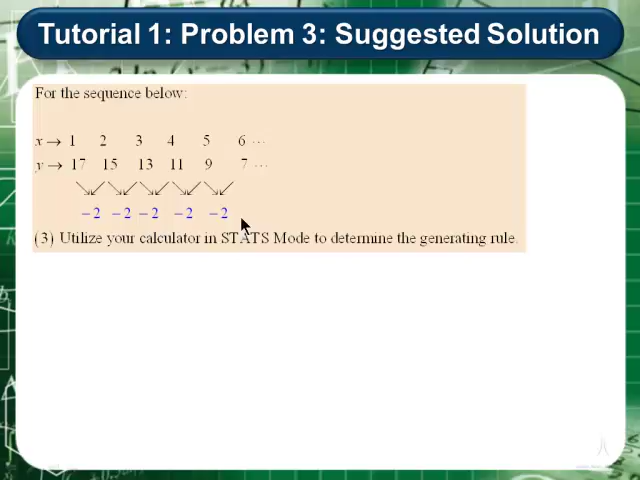 Tutorial 1: Problem 3: Suggested Solution
For the sequence below:
x → 1 2 3 4 5 6 ···
y → 17 15 13 11 9 7 ···
−2 −2 −2 −2 −2
(3) Utilize your calculator in STATS Mode to determine the generating rule.